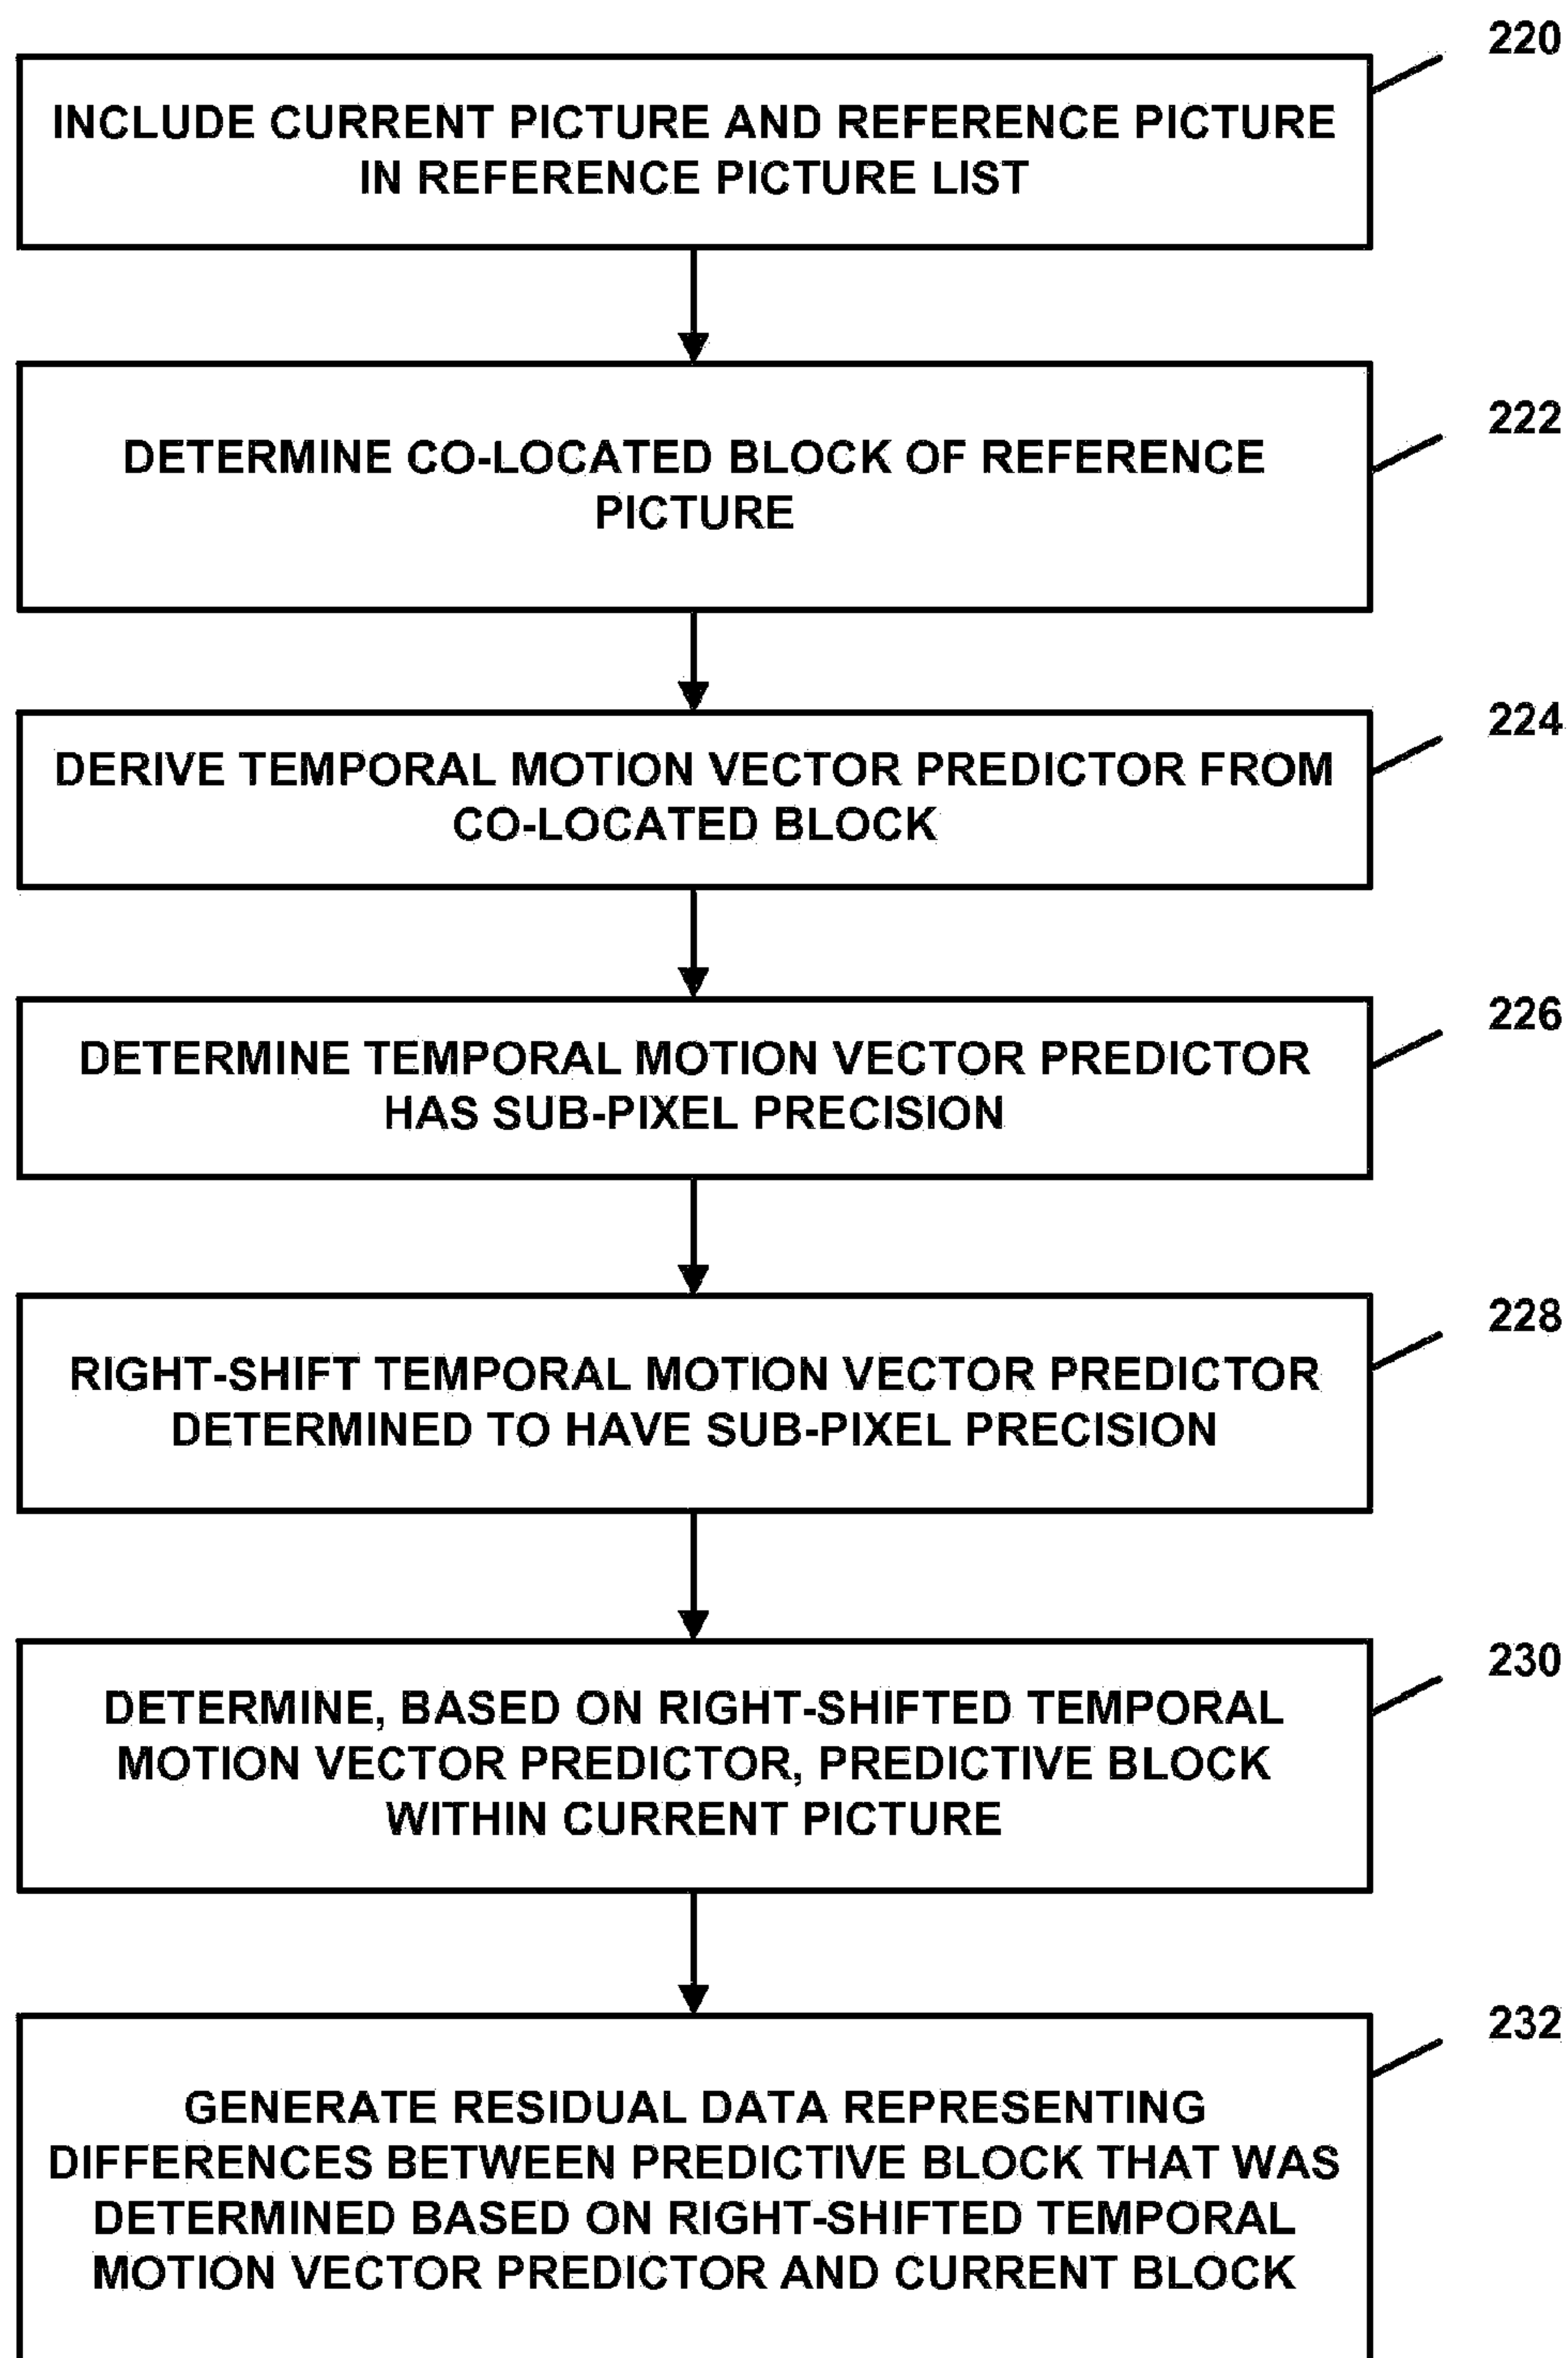 220
INCLUDE CURRENT PICTURE AND REFERENCE PICTURE
IN REFERENCE PICTURE LIST
222
DETERMINE CO-LOCATED BLOCK OF REFERENCE
PICTURE
224
DERIVE TEMPORAL MOTION VECTOR PREDICTOR FROM
CO-LOCATED BLOCK
226
DETERMINE TEMPORAL MOTION VECTOR PREDICTOR
HAS SUB-PIXEL PRECISION
228
RIGHT-SHIFT TEMPORAL MOTION VECTOR PREDICTOR
DETERMINED TO HAVE SUB-PIXEL PRECISION
230
DETERMINE, BASED ON RIGHT-SHIFTED TEMPORAL
MOTION VECTOR PREDICTOR, PREDICTIVE BLOCK
WITHIN CURRENT PICTURE
232
GENERATE RESIDUAL DATA REPRESENTING
DIFFERENCES BETWEEN PREDICTIVE BLOCK THAT WAS
DETERMINED BASED ON RIGHT-SHIFTED TEMPORAL
MOTION VECTOR PREDICTOR AND CURRENT BLOCK